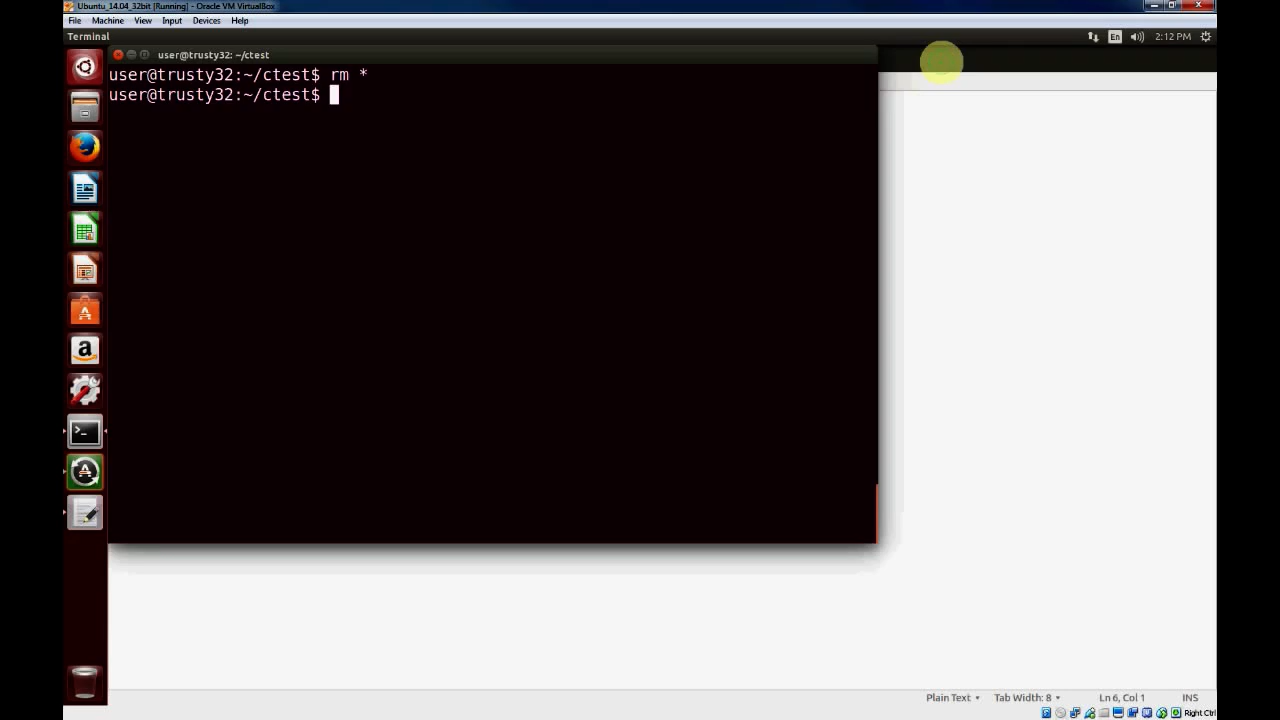 Ubuntu_14.04_32bit [Running] - Oracle VM VirtualBox
File Machine View Input Devices Help
Terminal
En
2:12 PM
user@trusty32: ~/ctest
user@trusty32:~/ctest$ rm *
user@trusty32:~/ctest$
Plain Text
Tab Width: 8
Ln 6, Col 1
INS
Right Ctrl